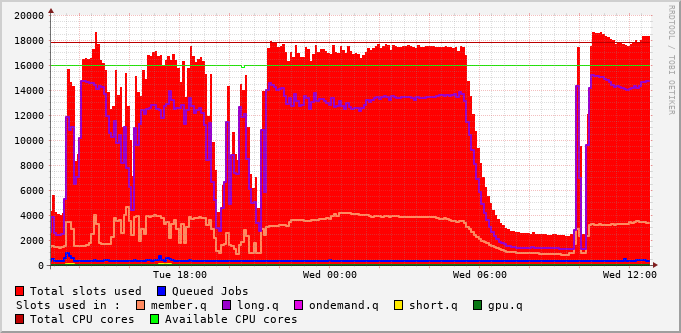 RRDTOOL / TOBI OETIKER
20000
18000
16000
14000
12000
10000
8000
6000
4000
2000
0
Tue 18:00 Wed 00:00 Wed 06:00 Wed 12:00
Total slots used Queued Jobs
Slots used in : member.q long.q ondemand.q short.q gpu.q
Total CPU cores Available CPU cores